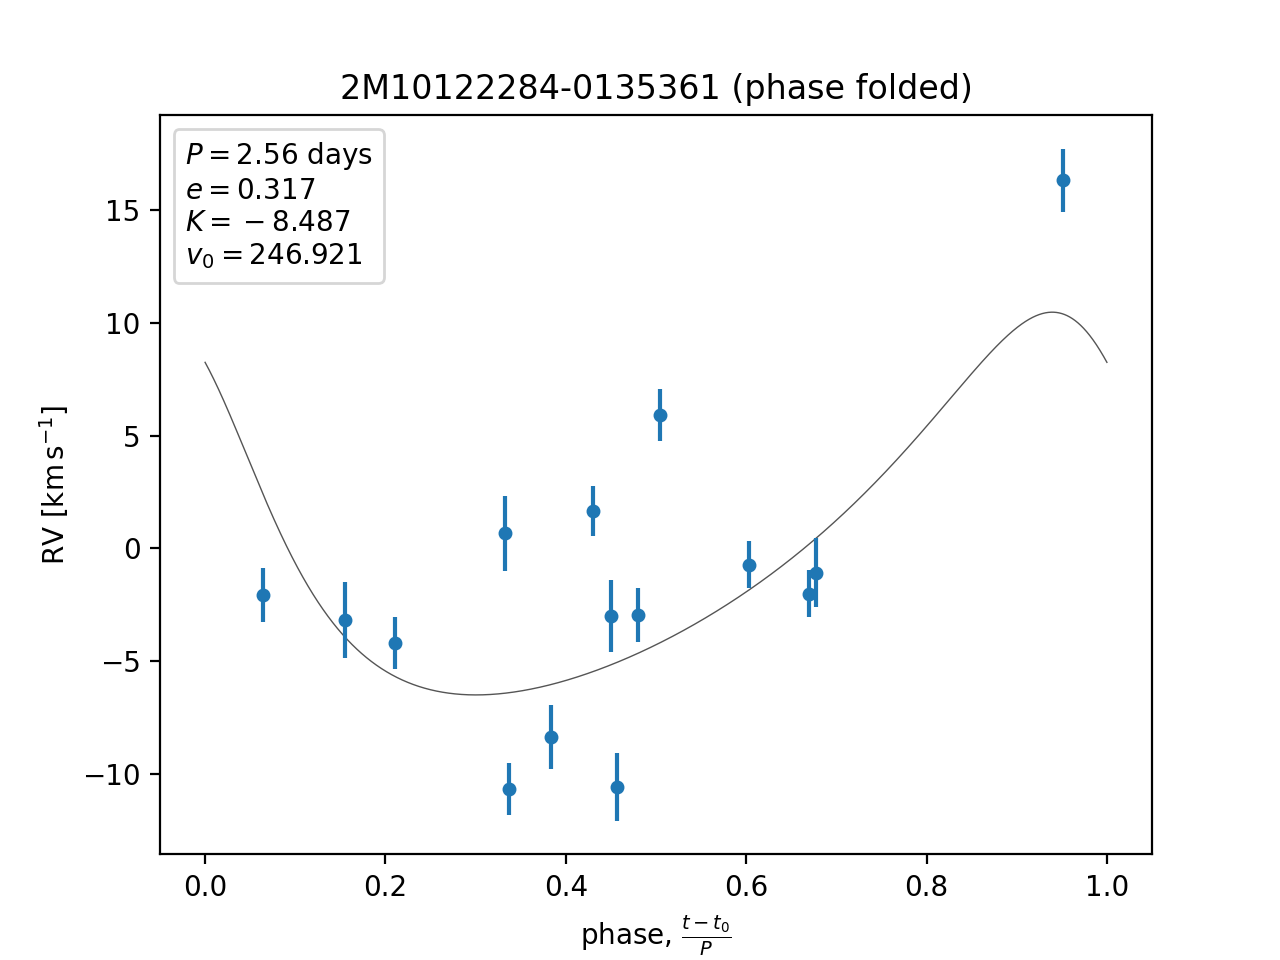 2M10122284-0135361 (phase folded)
P = 2.56 days
e = 0.317
K = −8.487
v₀ = 246.921
15
10
5
0
−5
−10
RV [km s⁻¹]
0.0 0.2 0.4 0.6 0.8 1.0
phase, (t − t₀)/P